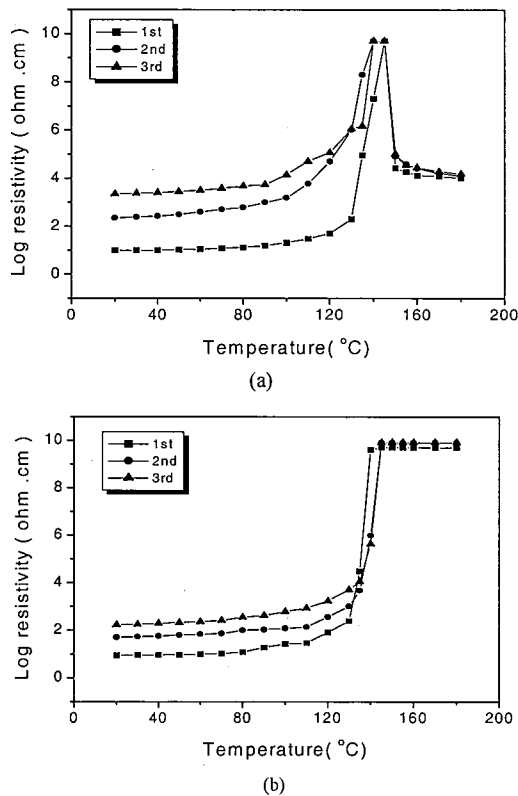 10
8
6
4
2
0
1st
2nd
3rd
0 40 80 120 160 200
Log resistivity ( ohm .cm)
Temperature( °C)
(a)
10
8
6
4
2
0
1st
2nd
3rd
0 40 80 120 160 200
Log resistivity ( ohm .cm)
Temperature( °C)
(b)